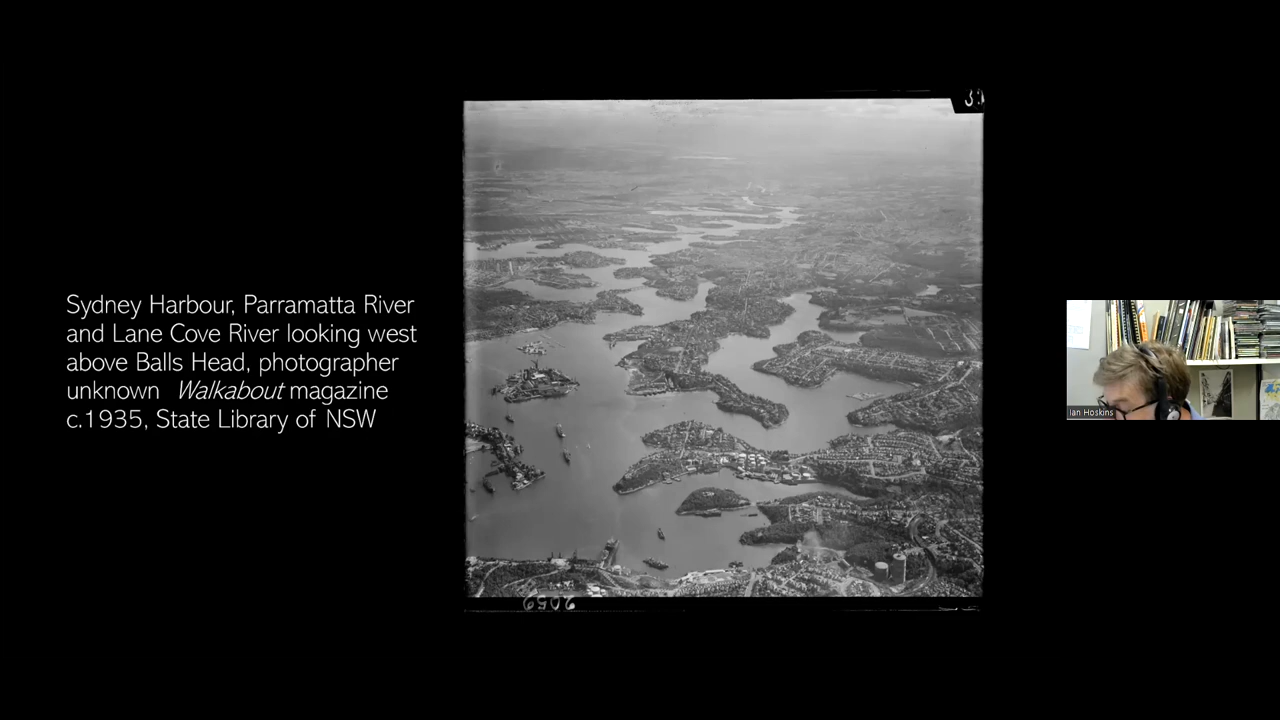 Sydney Harbour, Parramatta River
and Lane Cove River looking west
above Balls Head, photographer
unknown Walkabout magazine
c.1935, State Library of NSW
Ian Hoskins